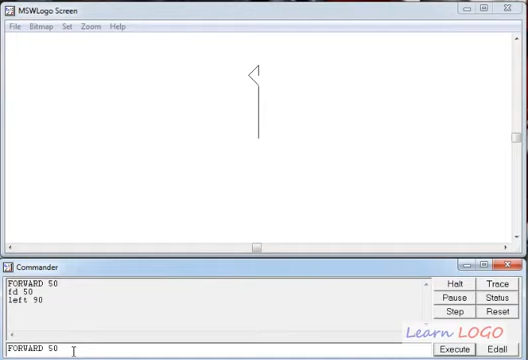 MSWLogo Screen
File Bitmap Set Zoom Help
Commander
FORWARD 50
fd 50
left 90
Halt Trace
Pause Status
Step Reset
Learn LOGO
FORWARD 50
Execute Edall